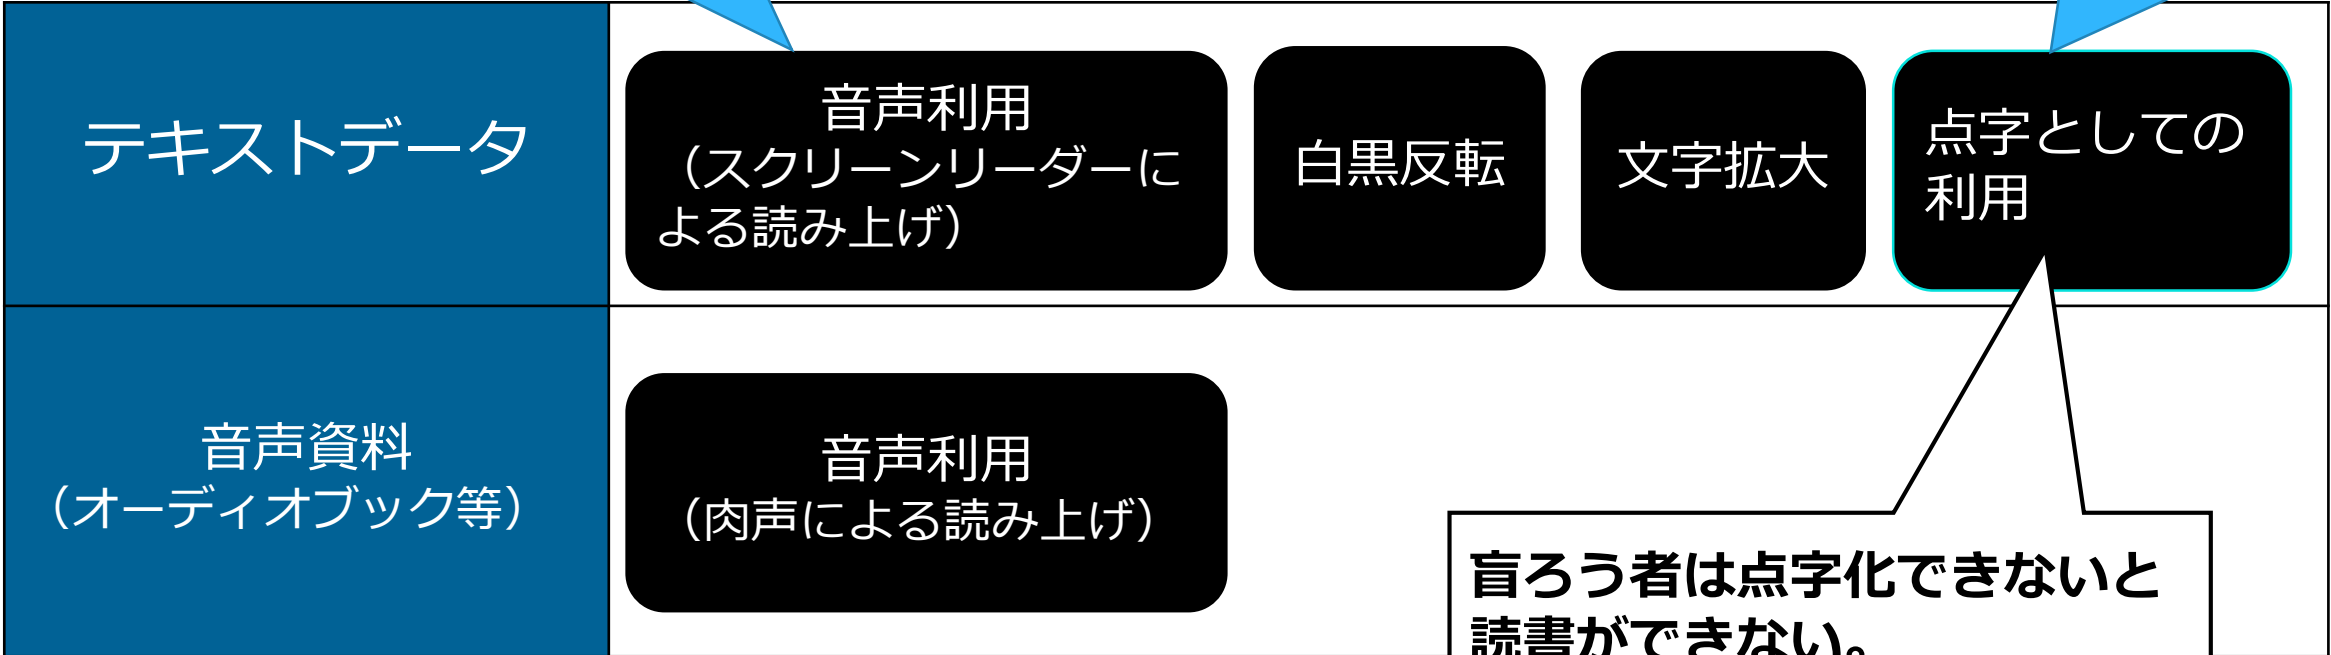 テキストデータ
音声利用
（スクリーンリーダーに
よる読み上げ）
白黒反転
文字拡大
点字としての
利用
音声資料
（オーディオブック等）
音声利用
（肉声による読み上げ）
盲ろう者は点字化できないと
読書ができない。